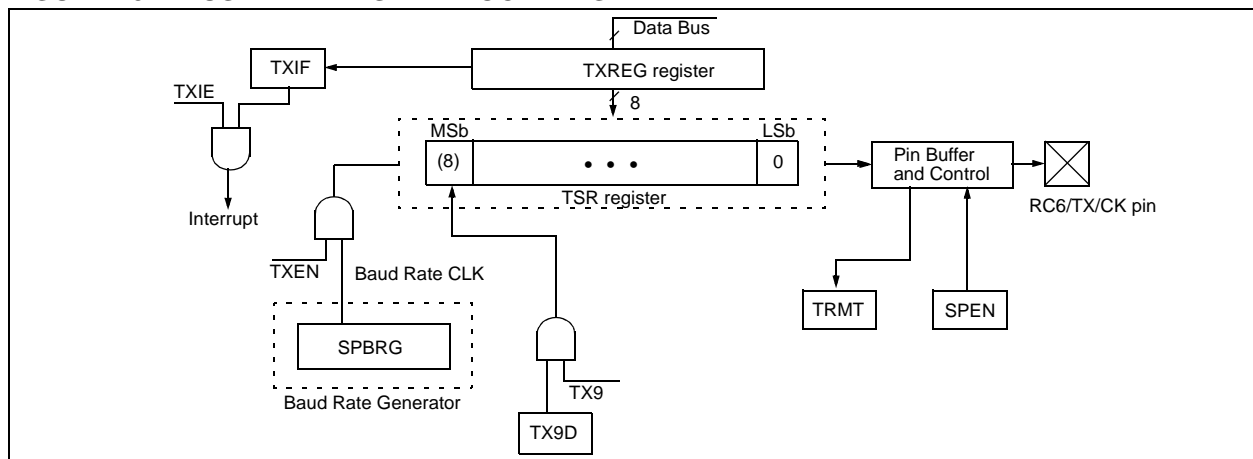 Data Bus
TXIF
TXREG register
TXIE
8
MSb
LSb
(8)
• • •
0
Pin Buffer
and Control
TSR register
Interrupt
RC6/TX/CK pin
TXEN
Baud Rate CLK
TRMT
SPEN
SPBRG
TX9
Baud Rate Generator
TX9D